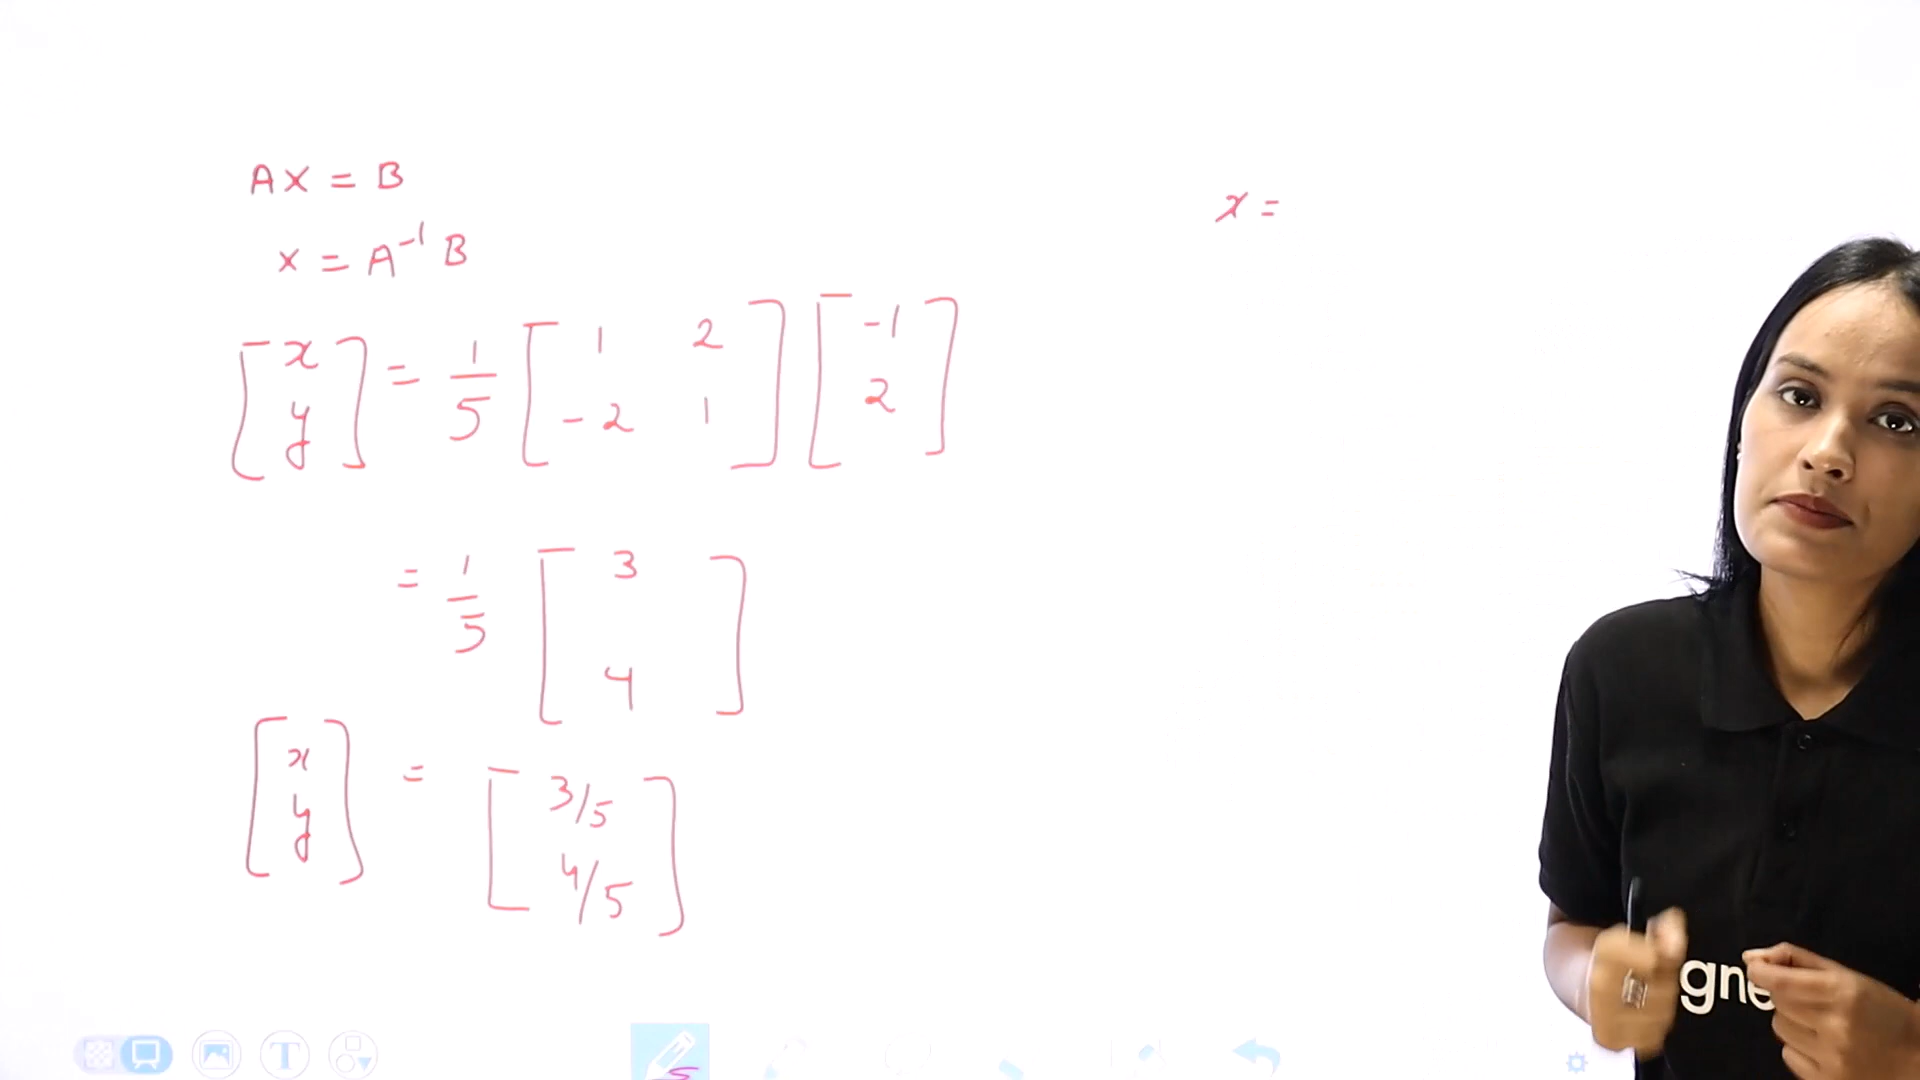 AX = B
x =
X = A⁻¹ B
[x y] = 1/5 [1 2 -2 1] [-1 2]
= 1/5 [3 4]
[x y] = [3/5 4/5]
gne
T